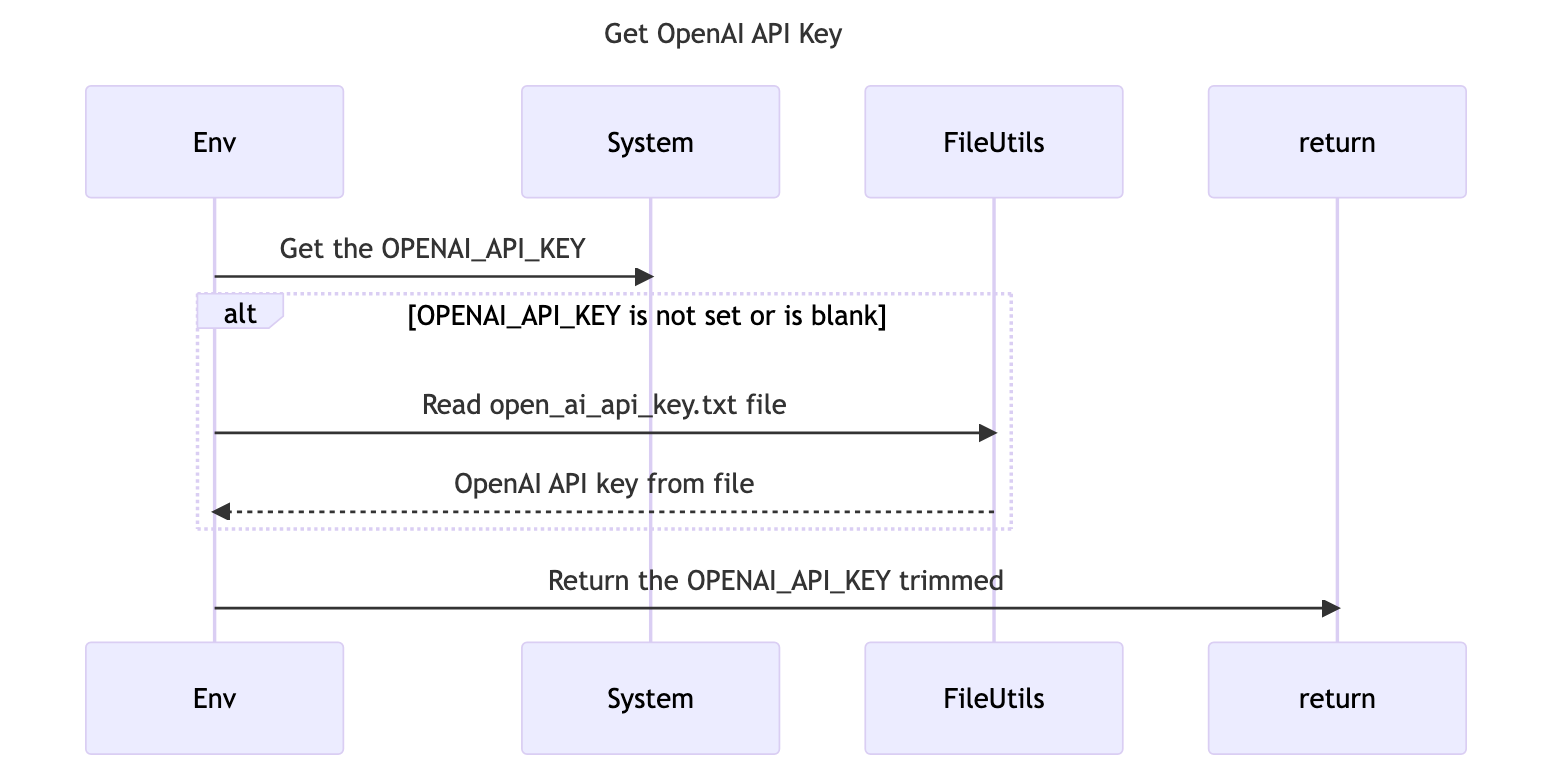 Get OpenAI API Key
Env
System
FileUtils
return
Get the OPENAI_API_KEY
alt
[OPENAI_API_KEY is not set or is blank]
Read open_ai_api_key.txt file
OpenAI API key from file
Return the OPENAI_API_KEY trimmed
Env
System
FileUtils
return